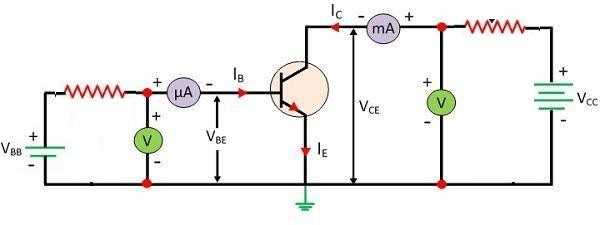 I_C
- mA +
+ μA -
I_B
+ V -
V_BE
V_CE
+ V -
+ V_CC -
V_BB + -
I_E